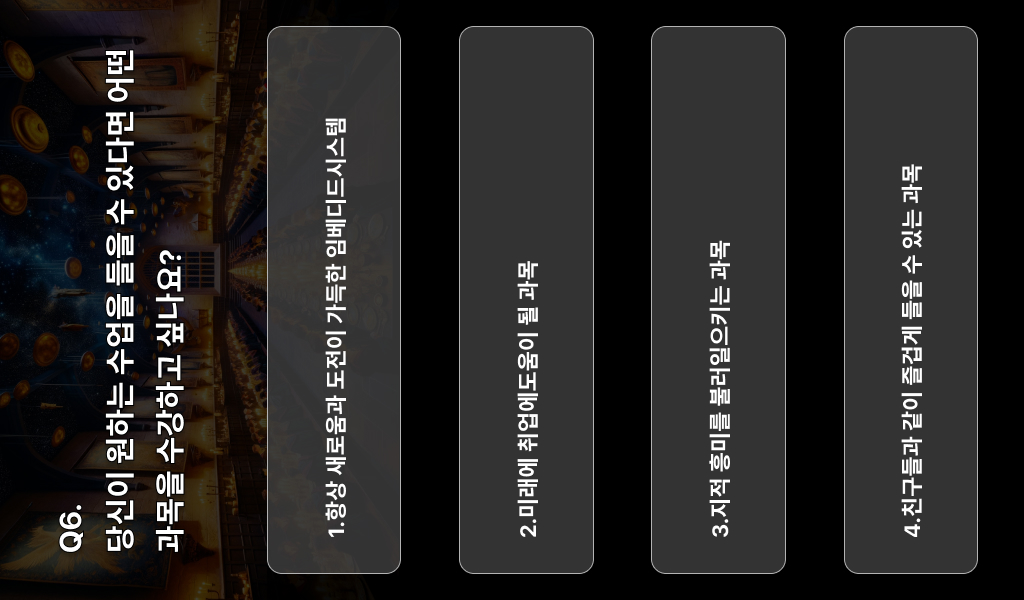 Q6.
당신이 원하는 수업을 들을 수 있다면 어떤
과목을 수강하고 싶나요?
1.항상 새로움과 도전이 가득한 임베디드시스템
2.미래에 취업에도움이 될 과목
3.지적 흥미를 불러일으키는 과목
4.친구들과 같이 즐겁게 들을 수 있는 과목